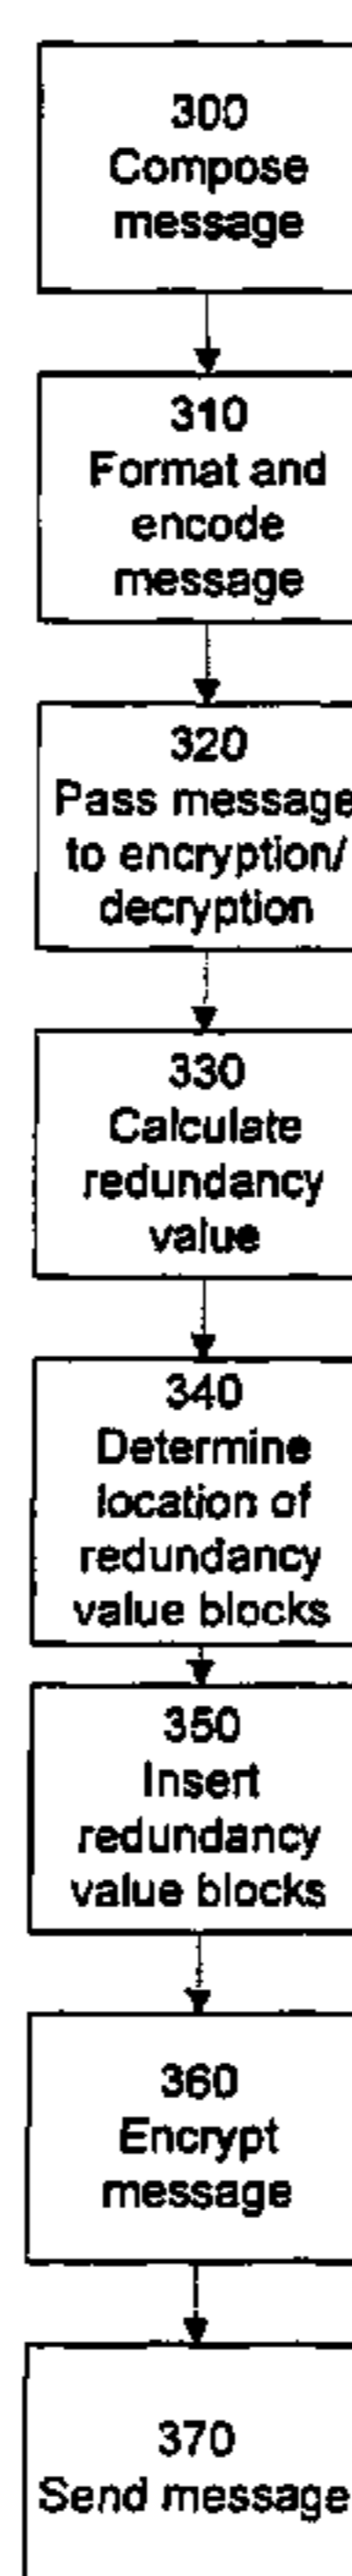 300
Compose
message
310
Format and
encode
message
320
Pass message
to encryption/
decryption
330
Calculate
redundancy
value
340
Determine
location of
redundancy
value blocks
350
Insert
redundancy
value blocks
360
Encrypt
message
370
Send message